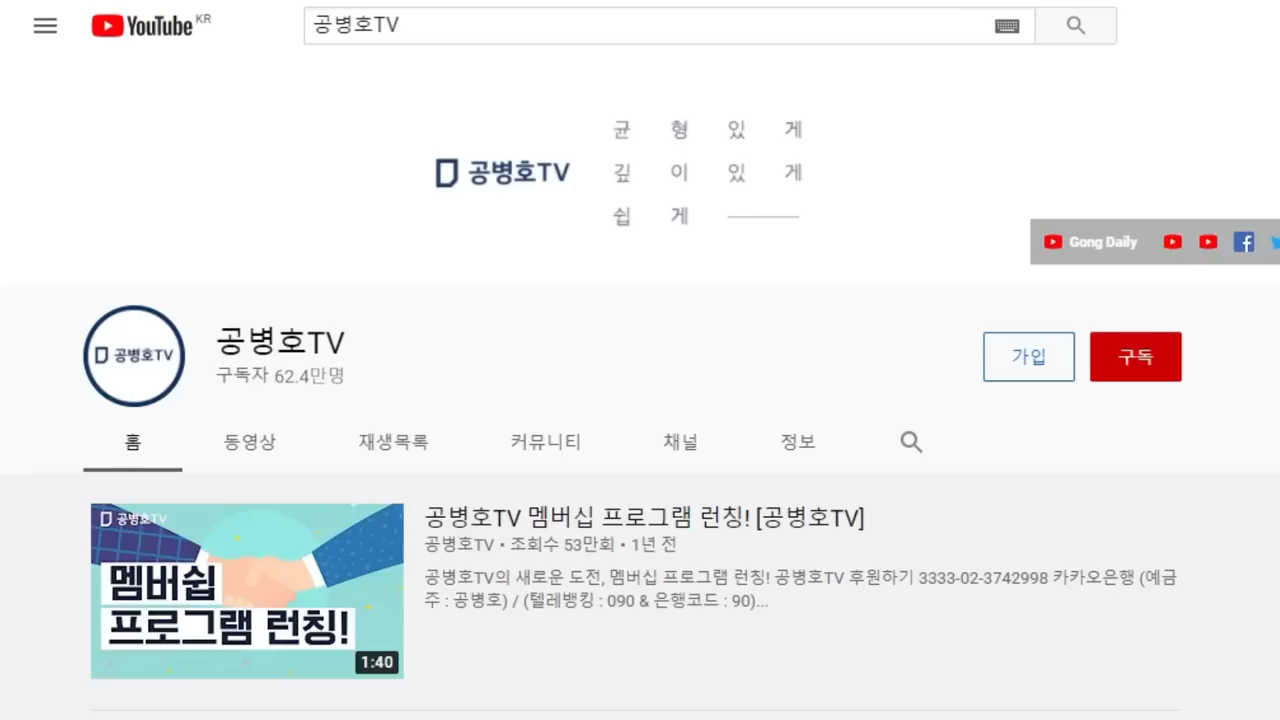 YouTube KR
공병호TV
공병호TV
균 형 있 게
깊 이 있 게
쉽 게
Gong Daily
공병호TV
공병호TV
구독자 62.4만명
가입
구독
홈 동영상 재생목록 커뮤니티 채널 정보
공병호TV
멤버쉽
프로그램 런칭!
1:40
공병호TV 멤버십 프로그램 런칭! [공병호TV]
공병호TV • 조회수 53만회 • 1년 전
공병호TV의 새로운 도전, 멤버십 프로그램 런칭! 공병호TV 후원하기 3333-02-3742998 카카오은행 (예금
주 : 공병호) / (텔레뱅킹 : 090 & 은행코드 : 90)...